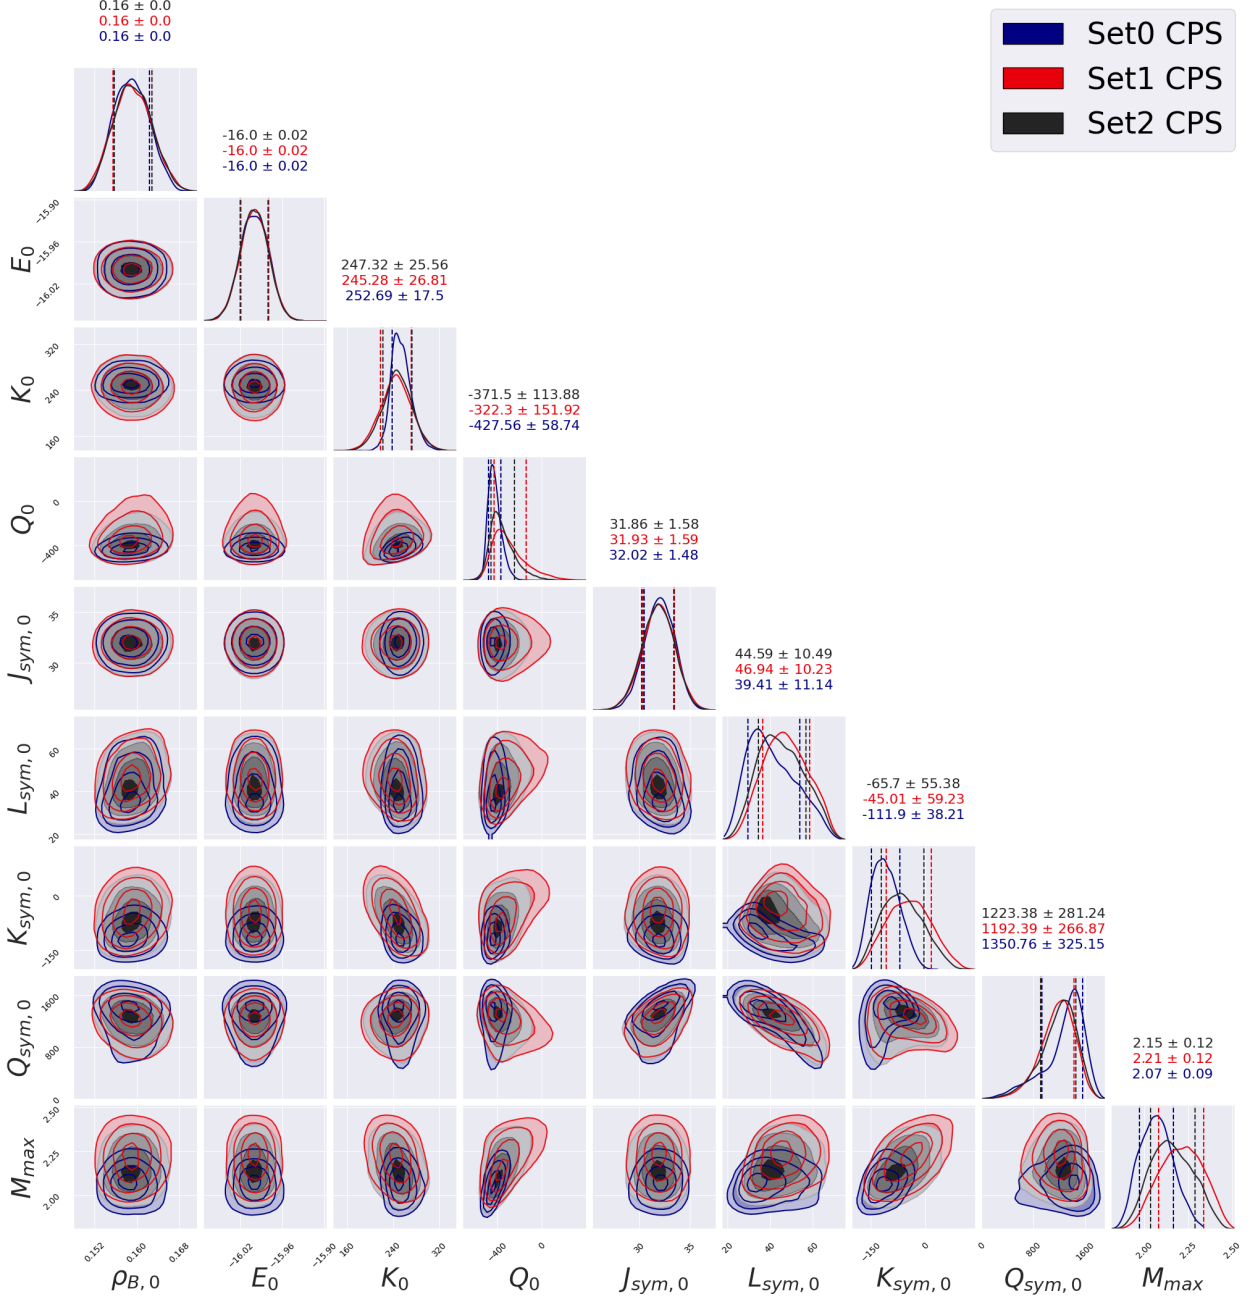 0.16 ± 0.0
0.16 ± 0.0
0.16 ± 0.0
Set0 CPS
Set1 CPS
Set2 CPS
-16.0 ± 0.02
-16.0 ± 0.02
-16.0 ± 0.02
−15.90
−15.96
−16.02
E0
247.32 ± 25.56
245.28 ± 26.81
252.69 ± 17.5
320
240
160
K0
-371.5 ± 113.88
-322.3 ± 151.92
-427.56 ± 58.74
0
−400
Q0
31.86 ± 1.58
31.93 ± 1.59
32.02 ± 1.48
35
30
Jsym, 0
44.59 ± 10.49
46.94 ± 10.23
39.41 ± 11.14
60
40
20
Lsym, 0
-65.7 ± 55.38
-45.01 ± 59.23
-111.9 ± 38.21
0
−150
Ksym, 0
1223.38 ± 281.24
1192.39 ± 266.87
1350.76 ± 325.15
1600
800
0
Qsym, 0
2.15 ± 0.12
2.21 ± 0.12
2.07 ± 0.09
2.50
2.25
2.00
Mmax
0.152 0.160 0.168 −16.02 −15.96 −15.90 160 240 320 −400 0 30 35 20 40 60 −150 0 0 800 1600 2.00 2.25 2.50
ρB, 0 E0 K0 Q0 Jsym, 0 Lsym, 0 Ksym, 0 Qsym, 0 Mmax